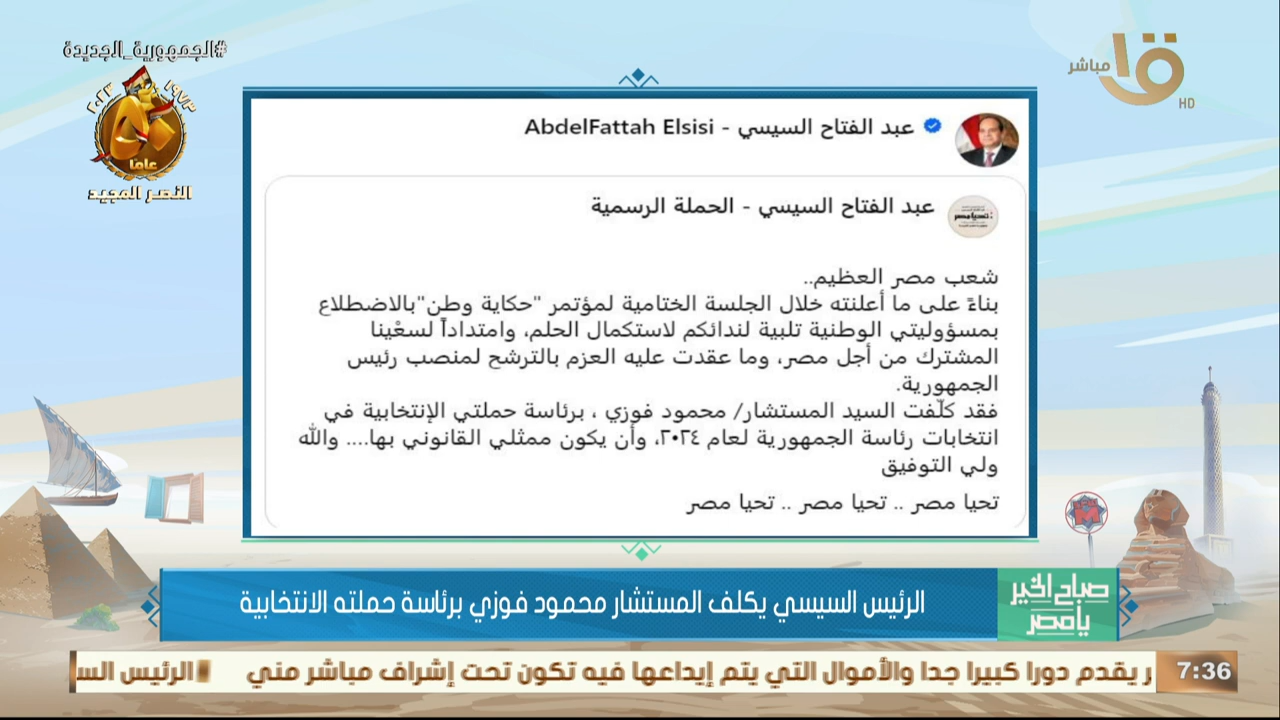 #الجمهورية_الجديدة
١٩٧٣
٢٠٢٣
٥٠
عاما
النصر المجيد
مباشر
HD
عبد الفتاح السيسي - AbdelFattah Elsisi
عبد الفتاح السيسي - الحملة الرسمية
تحيا مصر
شعب مصر العظيم..
بناءً على ما أعلنته خلال الجلسة الختامية لمؤتمر "حكاية وطن"بالاضطلاع
بمسؤوليتي الوطنية تلبية لندائكم لاستكمال الحلم، وامتداداً لسعْينا
المشترك من أجل مصر، وما عقدت عليه العزم بالترشح لمنصب رئيس
الجمهورية.
فقد كلّفت السيد المستشار/ محمود فوزي ، برئاسة حملتي الإنتخابية في
انتخابات رئاسة الجمهورية لعام ٢٠٢٤، وأن يكون ممثلي القانوني بها.... والله
ولي التوفيق
تحيا مصر .. تحيا مصر .. تحيا مصر
M
صباح الخير
يا مصر
الرئيس السيسي يكلف المستشار محمود فوزي برئاسة حملته الانتخابية
7:36
ر يقدم دورا كبيرا جدا والأموال التي يتم إيداعها فيه تكون تحت إشراف مباشر مني الرئيس الس